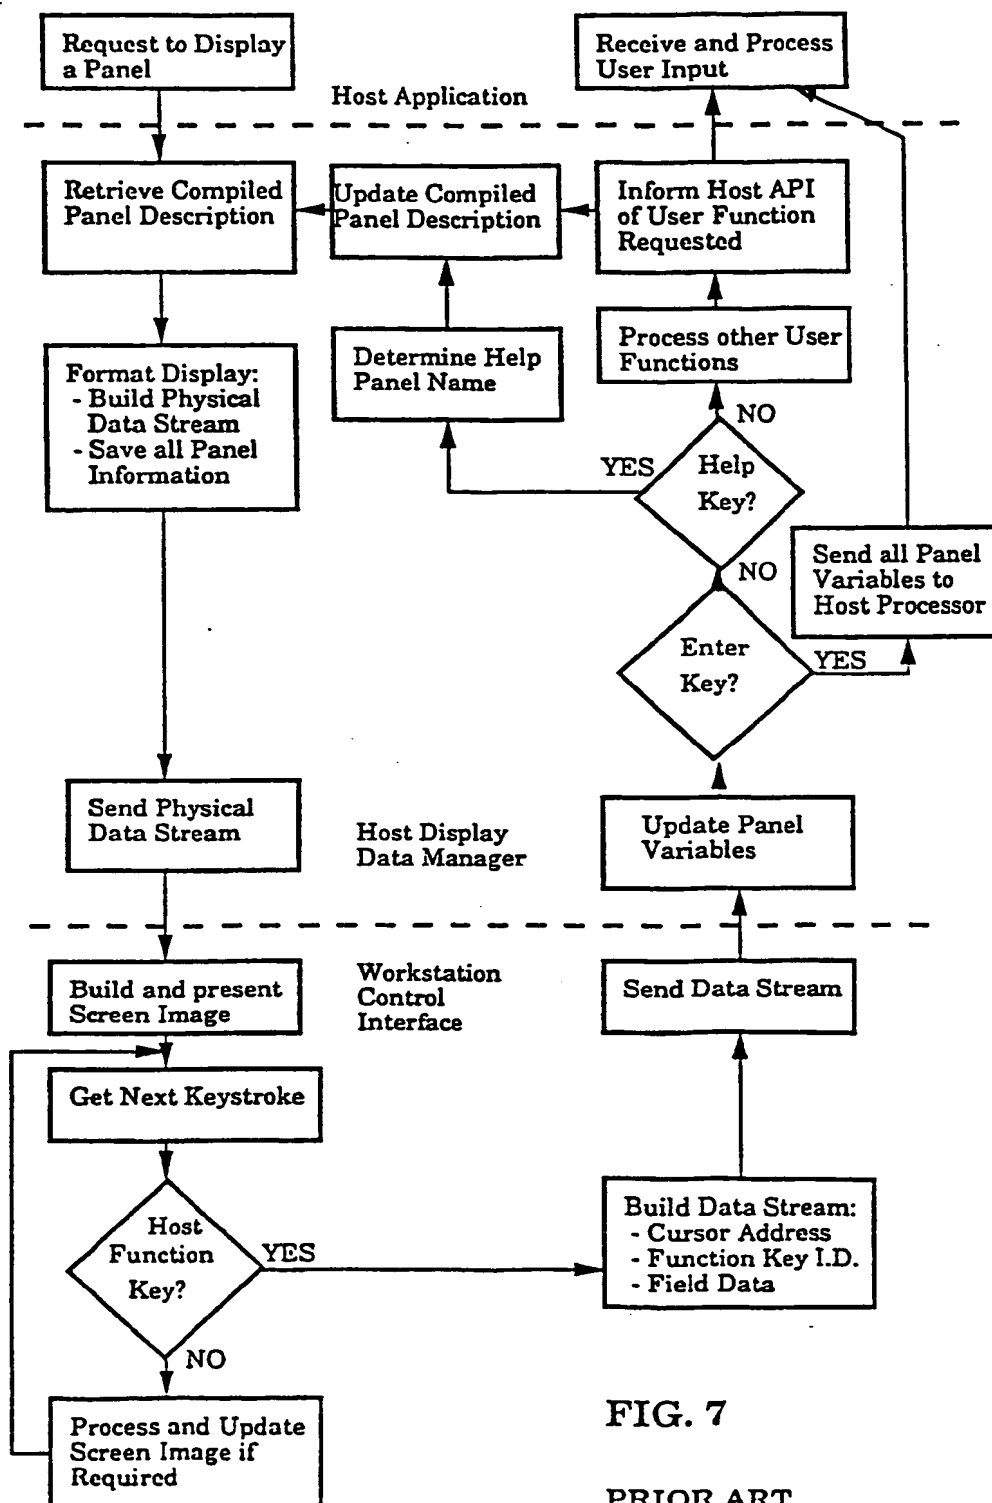 Request to Display
a Panel
Receive and Process
User Input
Host Application
Retrieve Compiled
Panel Description
Update Compiled
Panel Description
Inform Host API
of User Function
Requested
Process other User
Functions
Determine Help
Panel Name
Format Display:
- Build Physical
Data Stream
- Save all Panel
Information
NO
YES
Help
Key?
Send all Panel
Variables to
Host Processor
NO
Enter
Key?
YES
Send Physical
Data Stream
Host Display
Data Manager
Update Panel
Variables
Build and present
Screen Image
Workstation
Control
Interface
Send Data Stream
Get Next Keystroke
Host
Function
Key?
YES
Build Data Stream:
- Cursor Address
- Function Key I.D.
- Field Data
NO
Process and Update
Screen Image if
Required
FIG. 7
PRIOR ART